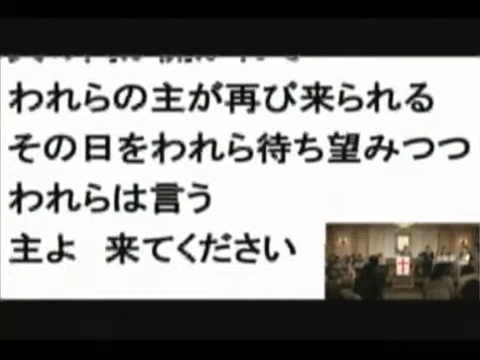 われらの主が再び来られる
その日をわれら待ち望みつつ
われらは言う
主よ 来てください